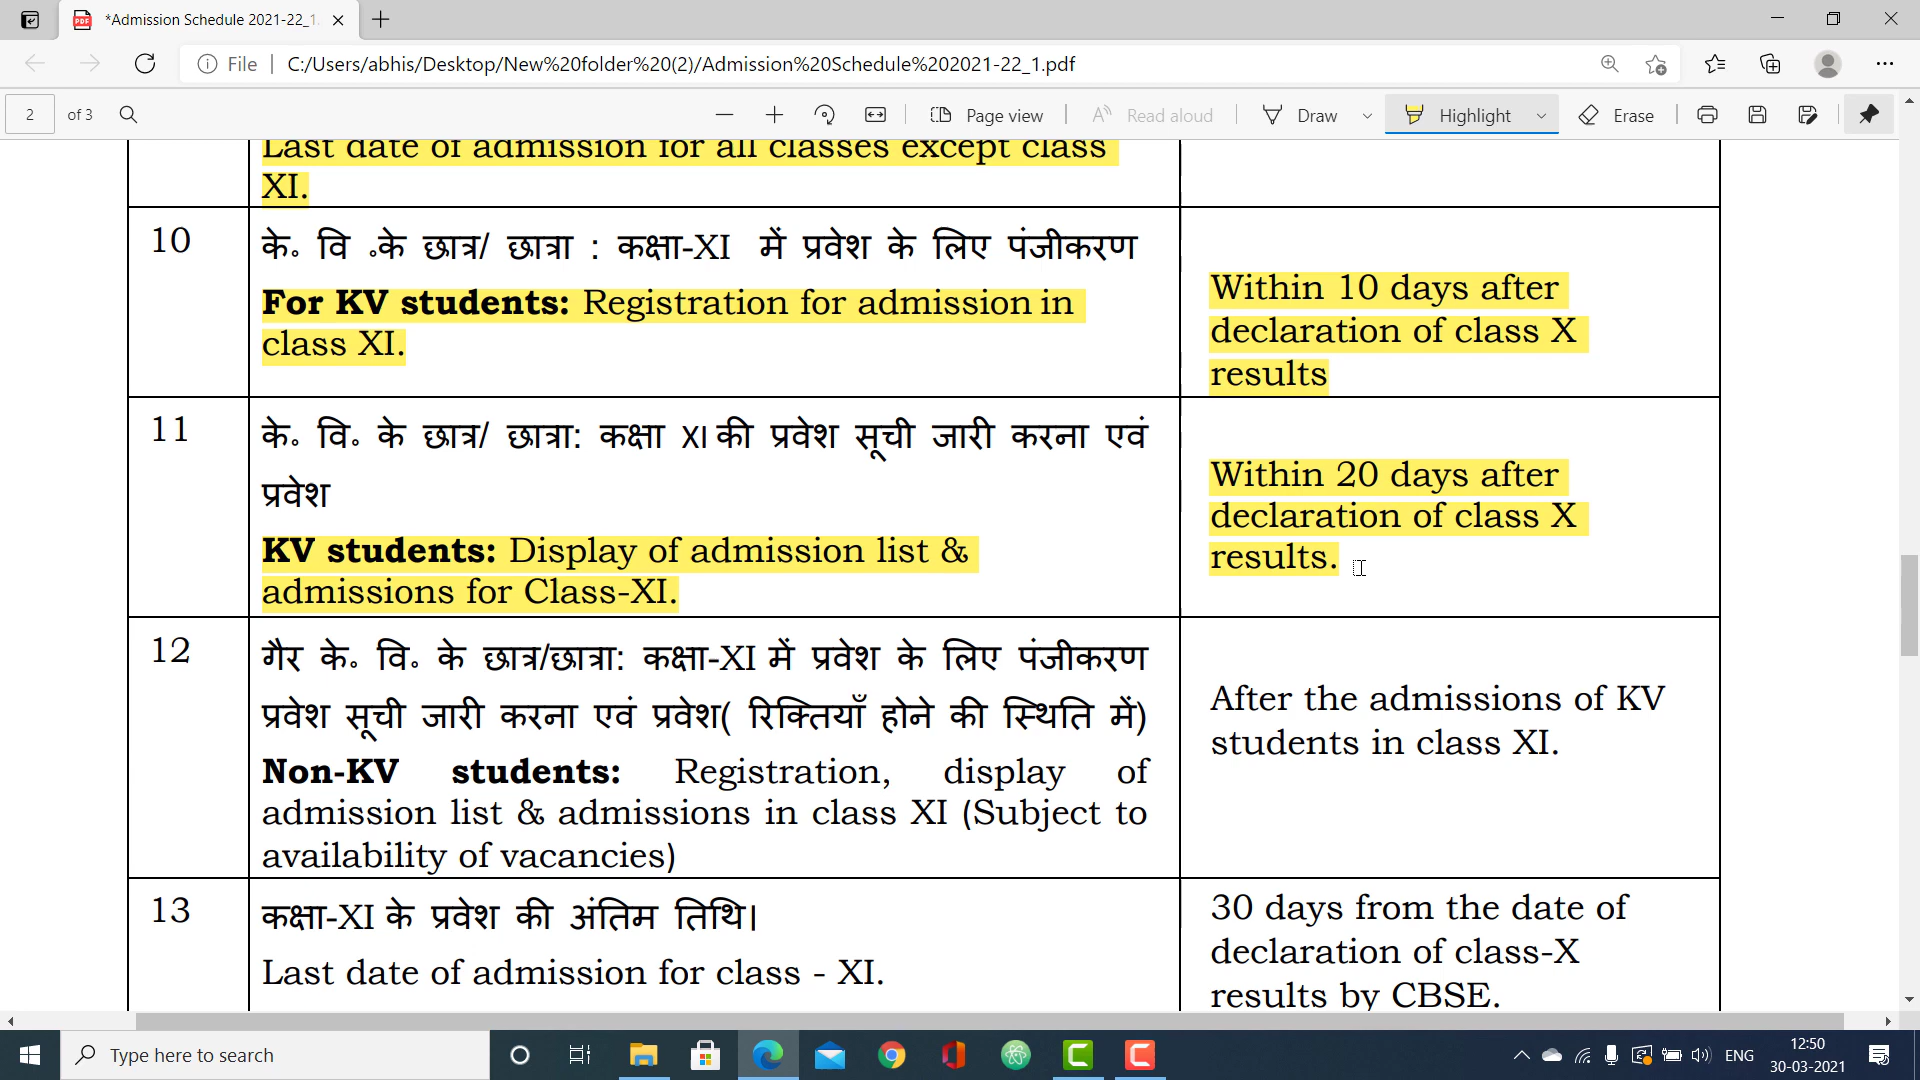 *Admission Schedule 2021-22_1.
File
C:/Users/abhis/Desktop/New%20folder%20(2)/Admission%20Schedule%202021-22_1.pdf
2 of 3
Page view
Read aloud
Draw
Highlight
Erase
Last date of admission for all classes except class
XI.
10
के॰ वि ॰के छात्र/ छात्रा : कक्षा-XI में प्रवेश के लिए पंजीकरण
For KV students: Registration for admission in
class XI.
Within 10 days after
declaration of class X
results
11
के॰ वि॰ के छात्र/ छात्रा: कक्षा XI की प्रवेश सूची जारी करना एवं
प्रवेश
KV students: Display of admission list &
admissions for Class-XI.
Within 20 days after
declaration of class X
results.
12
गैर के॰ वि॰ के छात्र/छात्रा: कक्षा-XI में प्रवेश के लिए पंजीकरण
प्रवेश सूची जारी करना एवं प्रवेश( रिक्तियाँ होने की स्थिति में)
Non-KV students: Registration, display of
admission list & admissions in class XI (Subject to
availability of vacancies)
After the admissions of KV
students in class XI.
13
कक्षा-XI के प्रवेश की अंतिम तिथि।
Last date of admission for class - XI.
30 days from the date of
declaration of class-X
results by CBSE.
Type here to search
ENG
12:50
30-03-2021